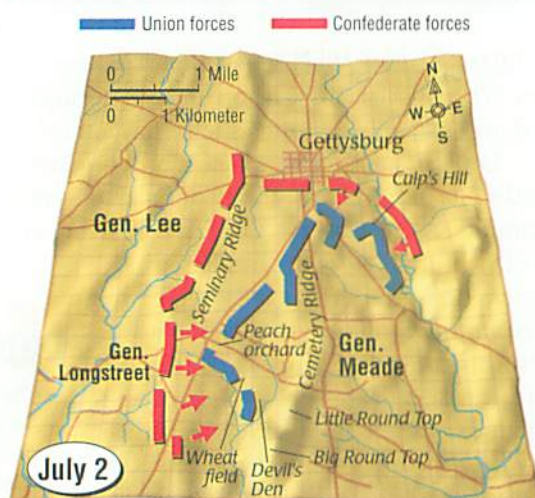 Union forces
Confederate forces
0 1 Mile
0 1 Kilometer
N
W E
S
Gettysburg
Culp's Hill
Gen. Lee
Seminary Ridge
Cemetery Ridge
Peach
orchard
Gen.
Longstreet
Gen.
Meade
Little Round Top
Wheat
field
Devil's
Den
Big Round Top
July 2